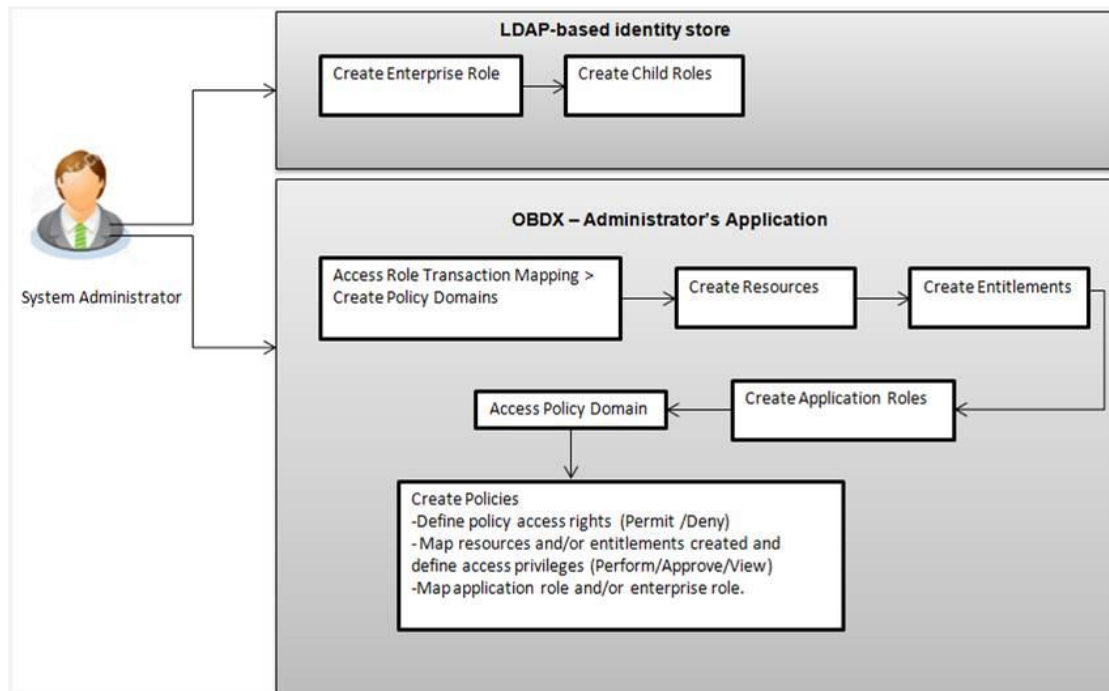 LDAP-based identity store
Create Enterprise Role
Create Child Roles
System Administrator
OBDX – Administrator's Application
Access Role Transaction Mapping >
Create Policy Domains
Create Resources
Create Entitlements
Create Application Roles
Access Policy Domain
Create Policies
-Define policy access rights (Permit /Deny)
- Map resources and/or entitlements created and
define access privileges (Perform/Approve/View)
-Map application role and/or enterprise role.